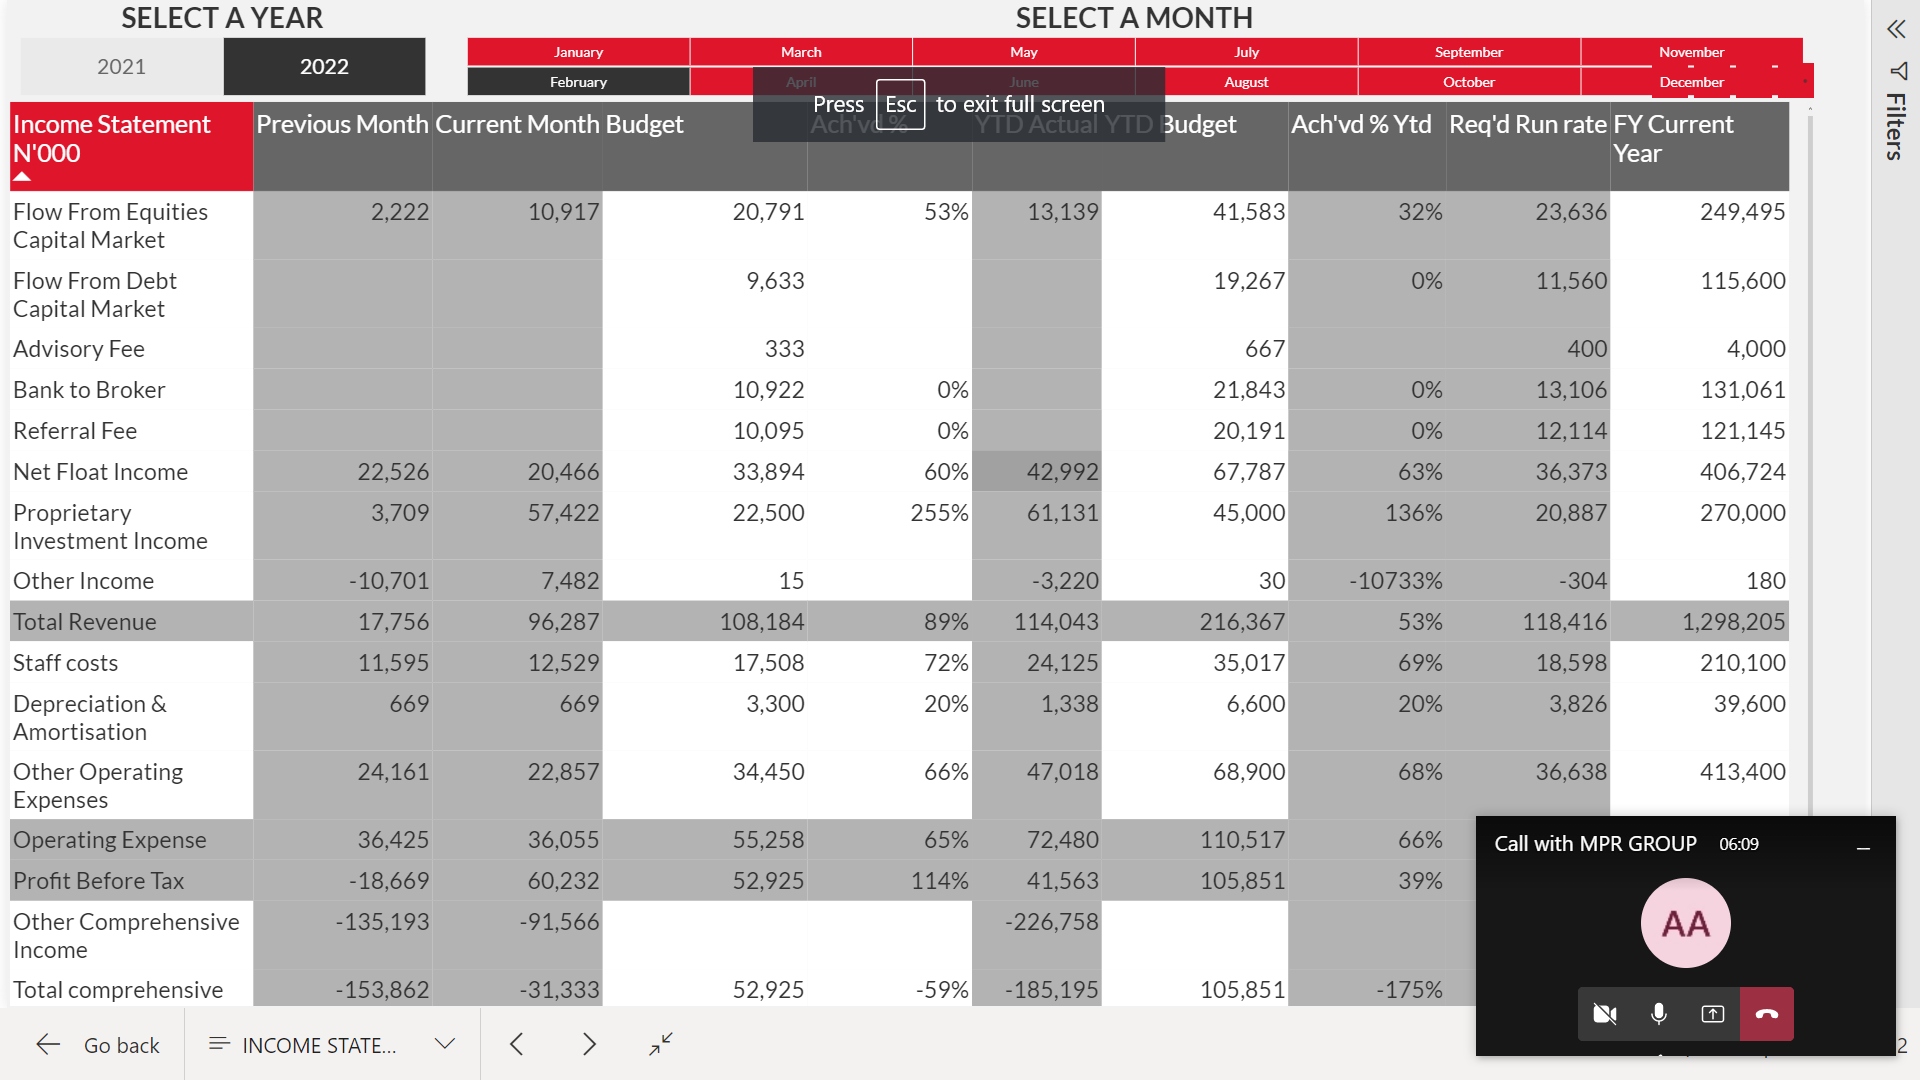 SELECT A YEAR SELECT A MONTH
2021 2022
January March May July September November
February April June August October December
Press Esc to exit full screen
Income Statement Previous Month Current Month Budget Ach'vd % YTD Actual YTD Budget Ach'vd % Ytd Req'd Run rate FY Current
N'000 Year
Flow From Equities 2,222 10,917 20,791 53% 13,139 41,583 32% 23,636 249,495
Capital Market
Flow From Debt 9,633 19,267 0% 11,560 115,600
Capital Market
Advisory Fee 333 667 400 4,000
Bank to Broker 10,922 0% 21,843 0% 13,106 131,061
Referral Fee 10,095 0% 20,191 0% 12,114 121,145
Net Float Income 22,526 20,466 33,894 60% 42,992 67,787 63% 36,373 406,724
Proprietary 3,709 57,422 22,500 255% 61,131 45,000 136% 20,887 270,000
Investment Income
Other Income -10,701 7,482 15 -3,220 30 -10733% -304 180
Total Revenue 17,756 96,287 108,184 89% 114,043 216,367 53% 118,416 1,298,205
Staff costs 11,595 12,529 17,508 72% 24,125 35,017 69% 18,598 210,100
Depreciation & 669 669 3,300 20% 1,338 6,600 20% 3,826 39,600
Amortisation
Other Operating 24,161 22,857 34,450 66% 47,018 68,900 68% 36,638 413,400
Expenses
Operating Expense 36,425 36,055 55,258 65% 72,480 110,517 66%
Profit Before Tax -18,669 60,232 52,925 114% 41,563 105,851 39%
Other Comprehensive -135,193 -91,566 -226,758
Income
Total comprehensive -153,862 -31,333 52,925 -59% -185,195 105,851 -175%
Filters
Call with MPR GROUP 06:09
AA
Go back INCOME STATE... 2